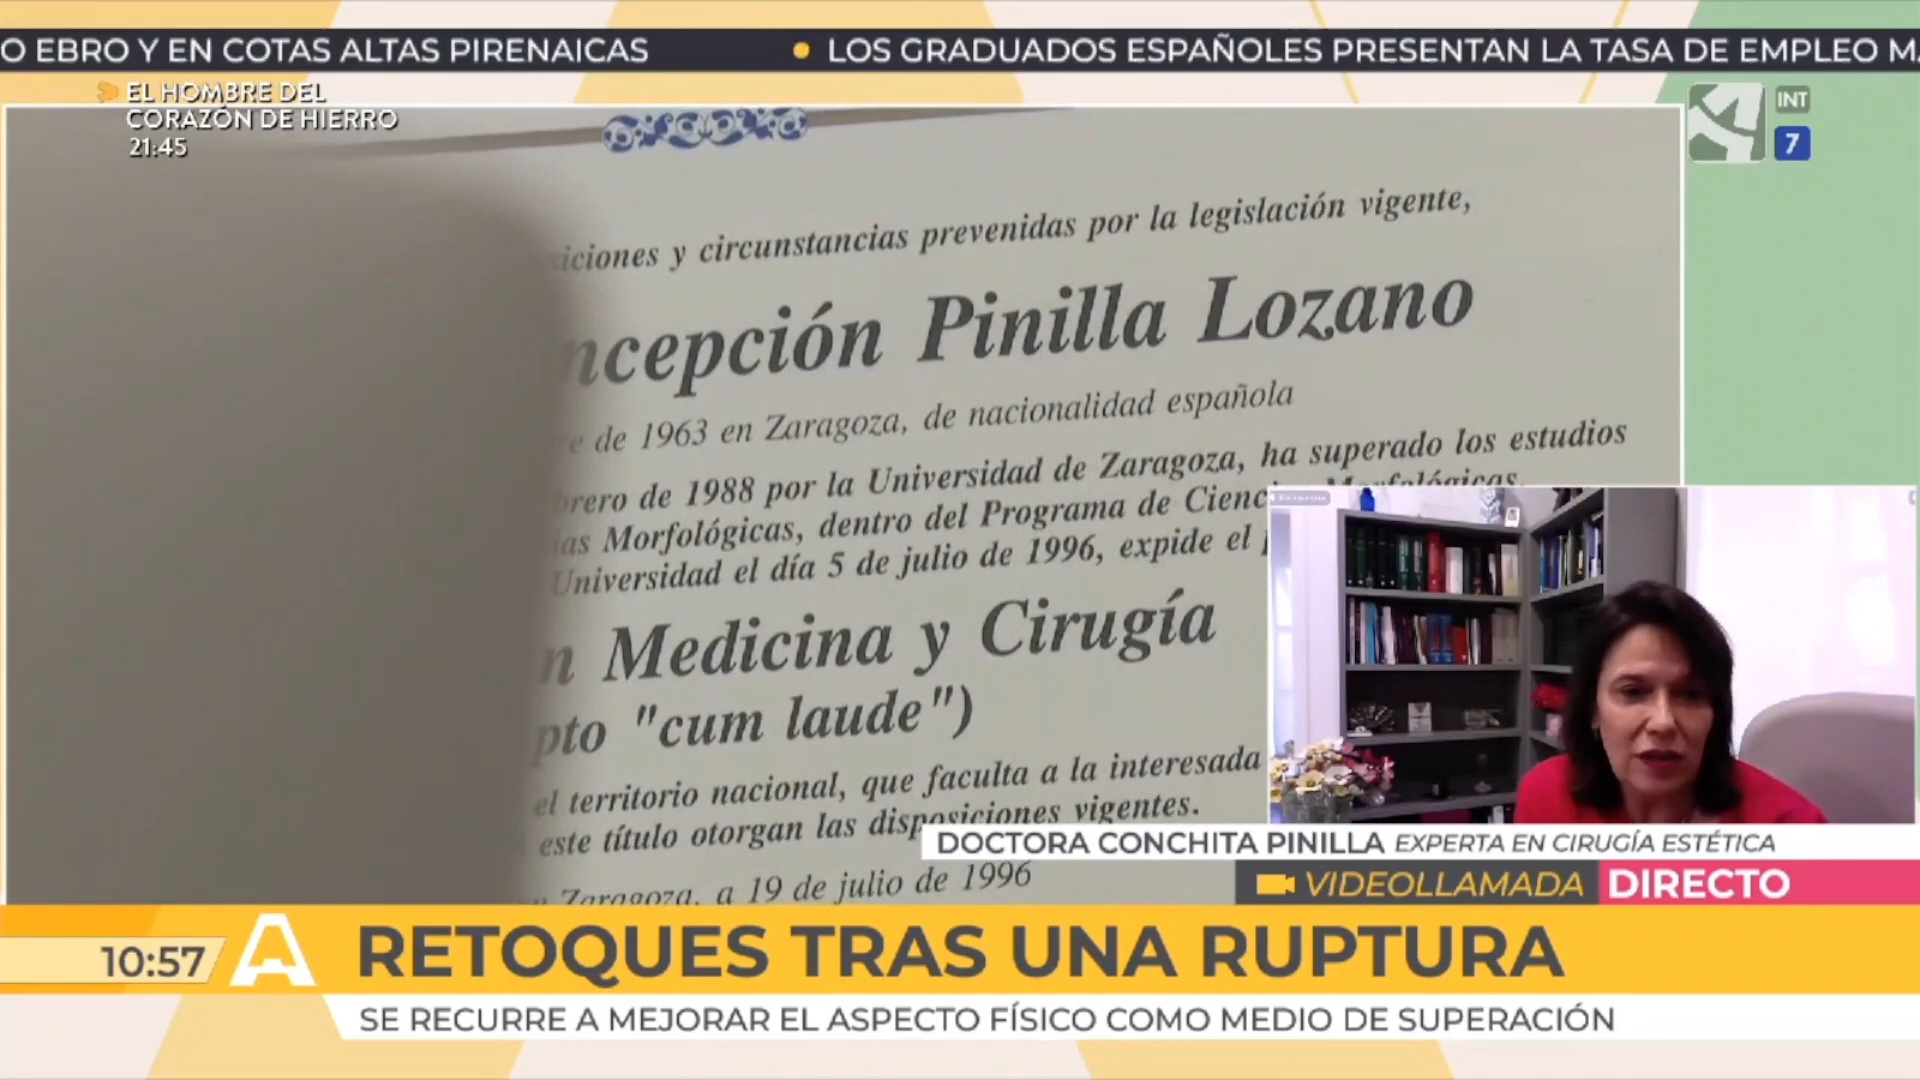 O EBRO Y EN COTAS ALTAS PIRENAICAS
LOS GRADUADOS ESPAÑOLES PRESENTAN LA TASA DE EMPLEO
EL HOMBRE DEL
CORAZÓN DE HIERRO
21:45
INT
7
iciones y circunstancias prevenidas por la legislación vigente,
ncepción Pinilla Lozano
e de 1963 en Zaragoza, de nacionalidad española
brero de 1988 por la Universidad de Zaragoza, ha superado los estudios
ias Morfológicas, dentro del Programa de Cienc Morfológicas,
Universidad el día 5 de julio de 1996, expide el
n Medicina y Cirugía
pto "cum laude")
el territorio nacional, que faculta a la interesada
este título otorgan las disposiciones vigentes.
Zaragoza, a 19 de julio de 1996
DOCTORA CONCHITA PINILLA EXPERTA EN CIRUGÍA ESTÉTICA
VIDEOLLAMADA DIRECTO
10:57 A RETOQUES TRAS UNA RUPTURA
SE RECURRE A MEJORAR EL ASPECTO FÍSICO COMO MEDIO DE SUPERACIÓN